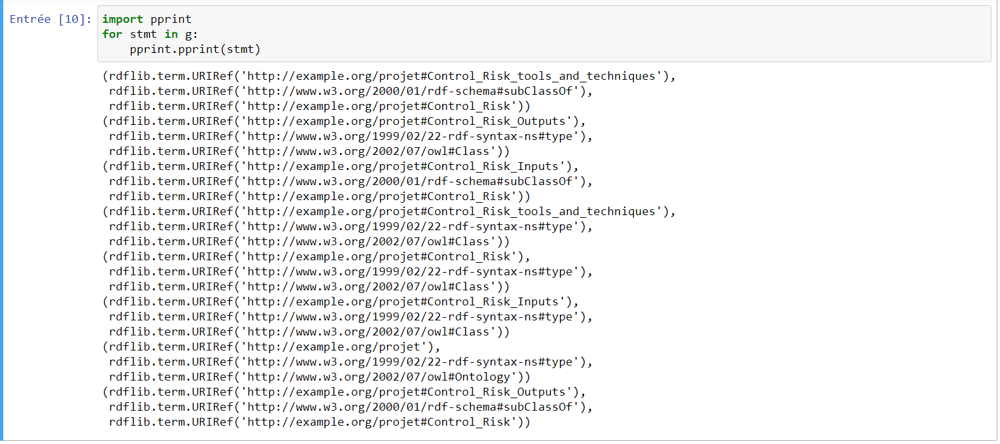 Entrée [10]: import pprint
for stmt in g:
    pprint.pprint(stmt)
(rdflib.term.URIRef('http://example.org/projet#Control_Risk_tools_and_techniques'),
 rdflib.term.URIRef('http://www.w3.org/2000/01/rdf-schema#subClassOf'),
 rdflib.term.URIRef('http://example.org/projet#Control_Risk'))
(rdflib.term.URIRef('http://example.org/projet#Control_Risk_Outputs'),
 rdflib.term.URIRef('http://www.w3.org/1999/02/22-rdf-syntax-ns#type'),
 rdflib.term.URIRef('http://www.w3.org/2002/07/owl#Class'))
(rdflib.term.URIRef('http://example.org/projet#Control_Risk_Inputs'),
 rdflib.term.URIRef('http://www.w3.org/2000/01/rdf-schema#subClassOf'),
 rdflib.term.URIRef('http://example.org/projet#Control_Risk'))
(rdflib.term.URIRef('http://example.org/projet#Control_Risk_tools_and_techniques'),
 rdflib.term.URIRef('http://www.w3.org/1999/02/22-rdf-syntax-ns#type'),
 rdflib.term.URIRef('http://www.w3.org/2002/07/owl#Class'))
(rdflib.term.URIRef('http://example.org/projet#Control_Risk'),
 rdflib.term.URIRef('http://www.w3.org/1999/02/22-rdf-syntax-ns#type'),
 rdflib.term.URIRef('http://www.w3.org/2002/07/owl#Class'))
(rdflib.term.URIRef('http://example.org/projet#Control_Risk_Inputs'),
 rdflib.term.URIRef('http://www.w3.org/1999/02/22-rdf-syntax-ns#type'),
 rdflib.term.URIRef('http://www.w3.org/2002/07/owl#Class'))
(rdflib.term.URIRef('http://example.org/projet'),
 rdflib.term.URIRef('http://www.w3.org/1999/02/22-rdf-syntax-ns#type'),
 rdflib.term.URIRef('http://www.w3.org/2002/07/owl#Ontology'))
(rdflib.term.URIRef('http://example.org/projet#Control_Risk_Outputs'),
 rdflib.term.URIRef('http://www.w3.org/2000/01/rdf-schema#subClassOf'),
 rdflib.term.URIRef('http://example.org/projet#Control_Risk'))